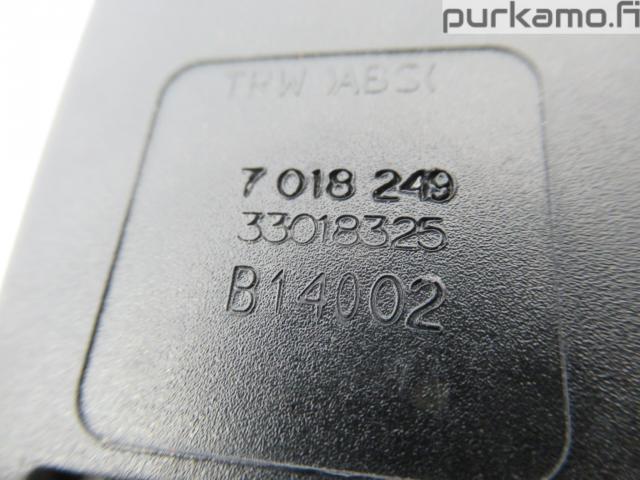 purkamo.fi
TRW >ABS<
7 018 249
33018325
B14002